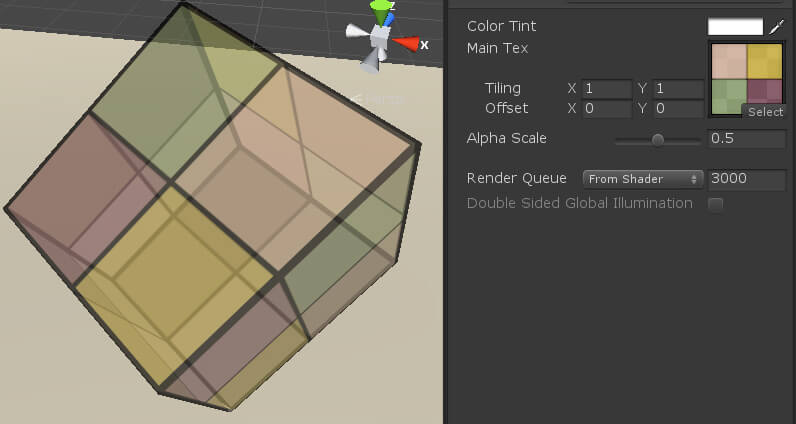 z
x
Persp
Color Tint
Main Tex
Tiling X 1 Y 1
Offset X 0 Y 0
Select
Alpha Scale 0.5
Render Queue From Shader 3000
Double Sided Global Illumination